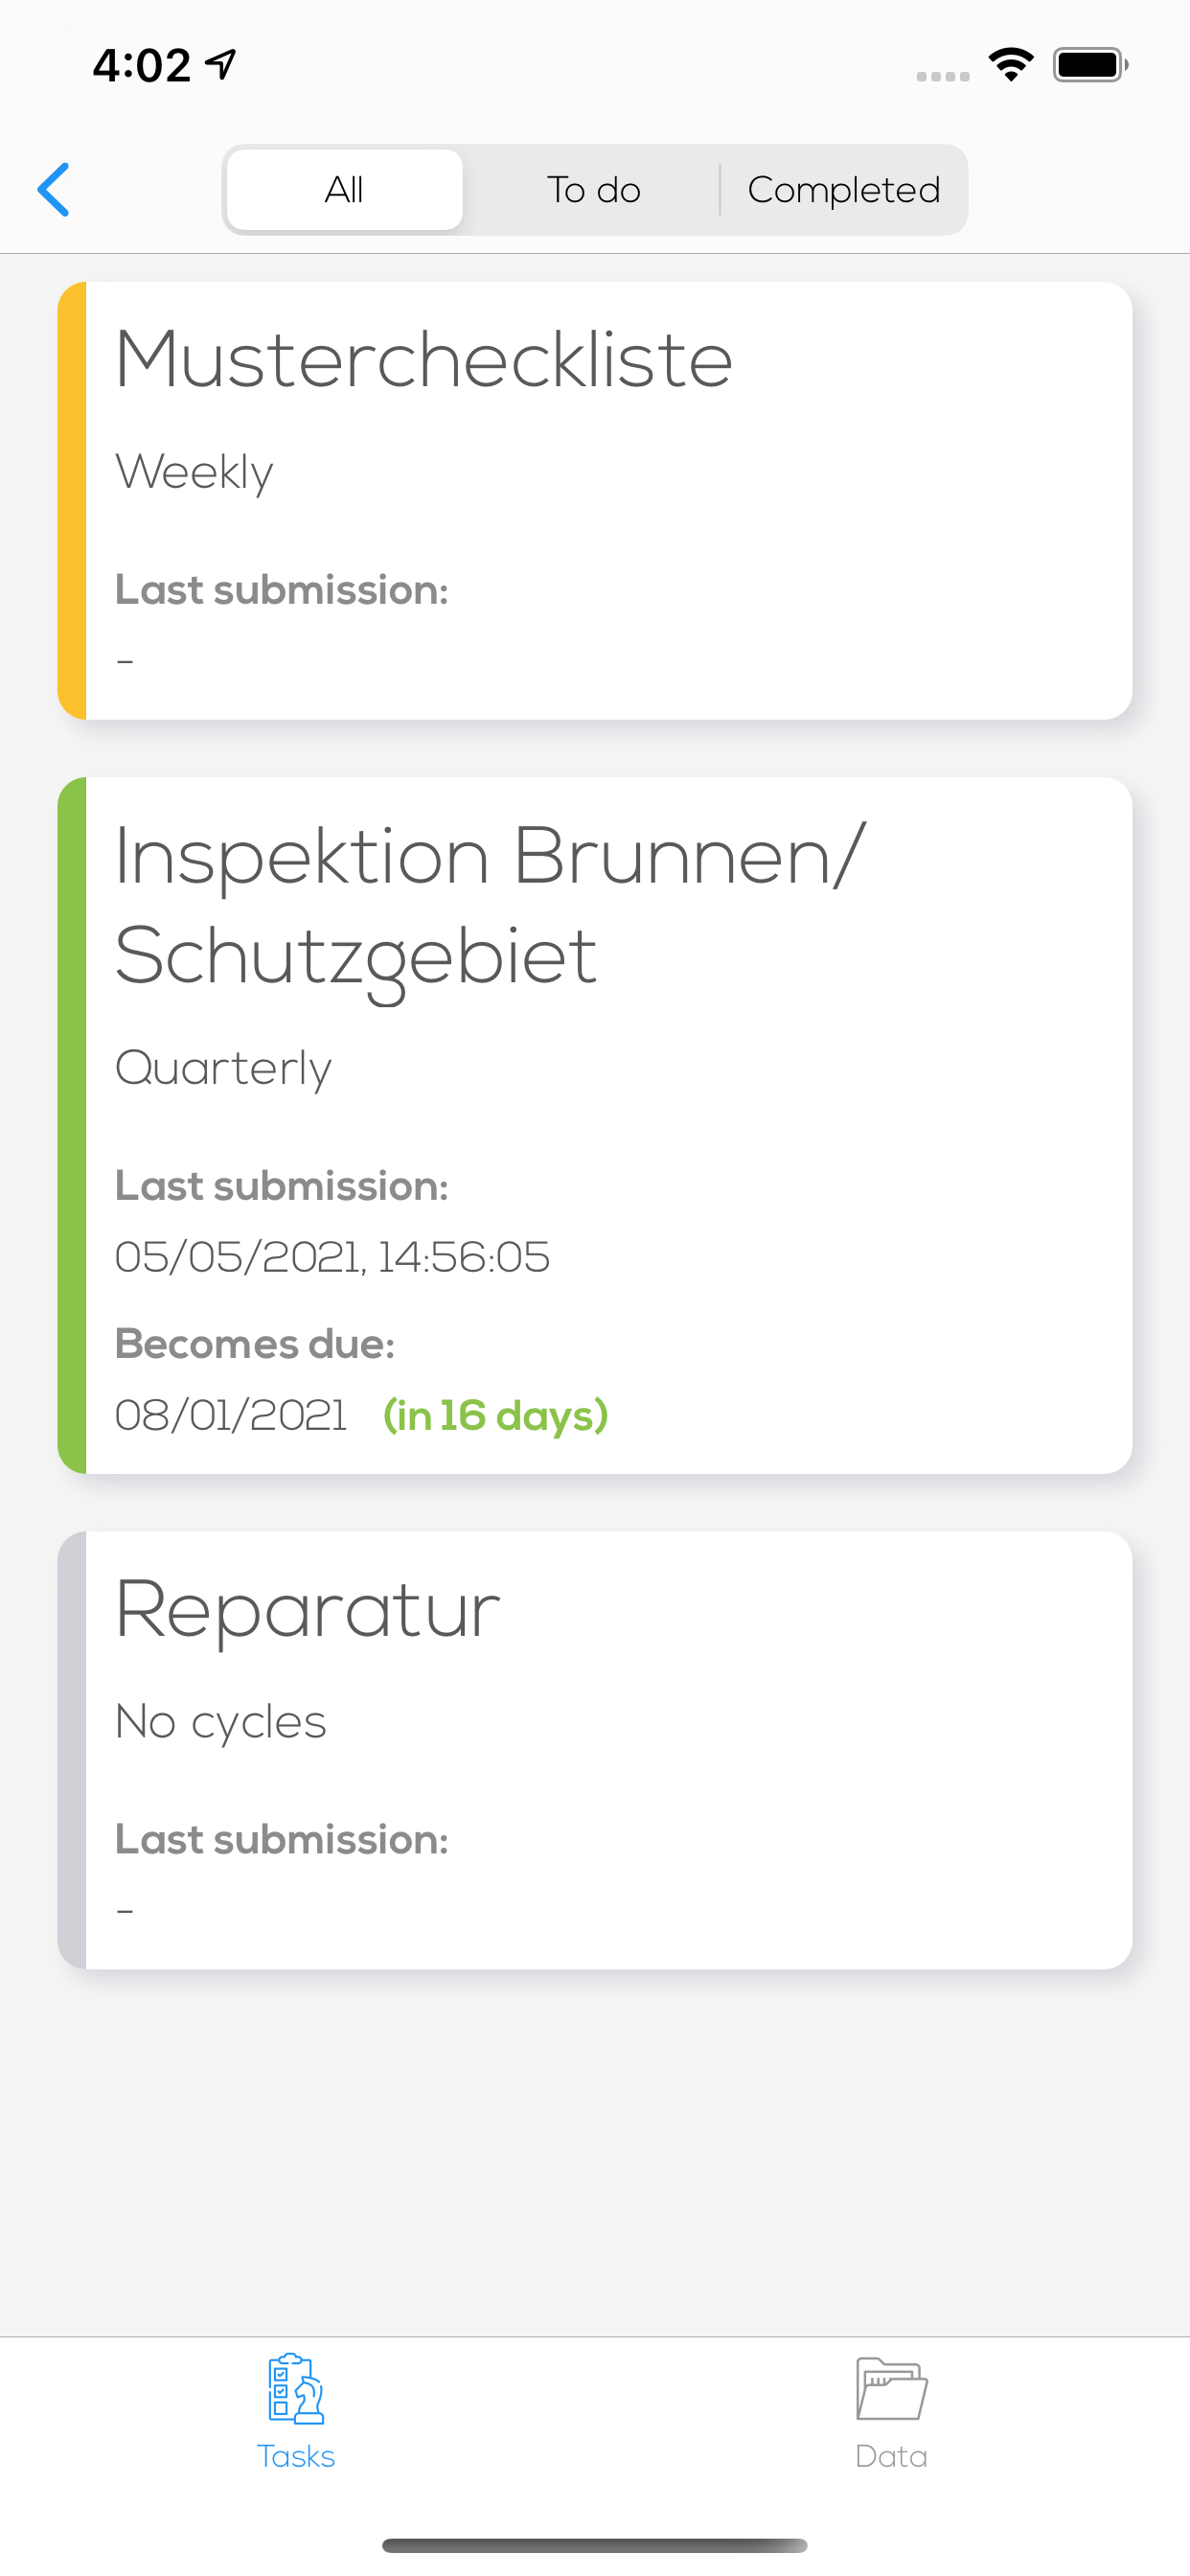 4:02
All To do Completed
Mustercheckliste
Weekly
Last submission:
-
Inspektion Brunnen/
Schutzgebiet
Quarterly
Last submission:
05/05/2021, 14:56:05
Becomes due:
08/01/2021 (in 16 days)
Reparatur
No cycles
Last submission:
-
Tasks Data